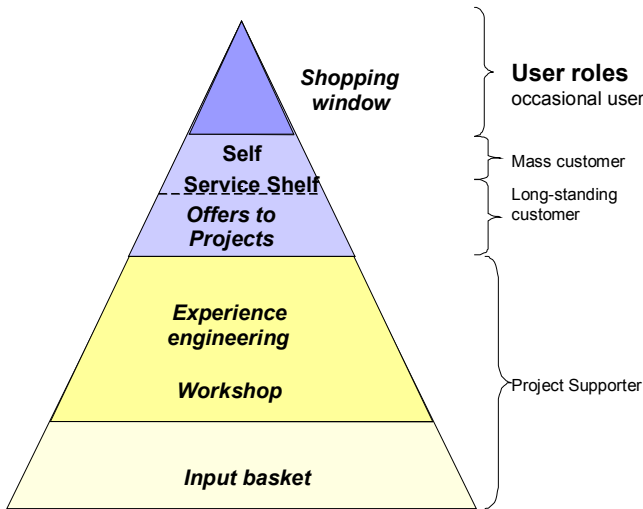 Shopping
window
User roles
occasional user
Self
Service Shelf
Mass customer
Offers to
Projects
Long-standing
customer
Experience
engineering
Workshop
Project Supporter
Input basket